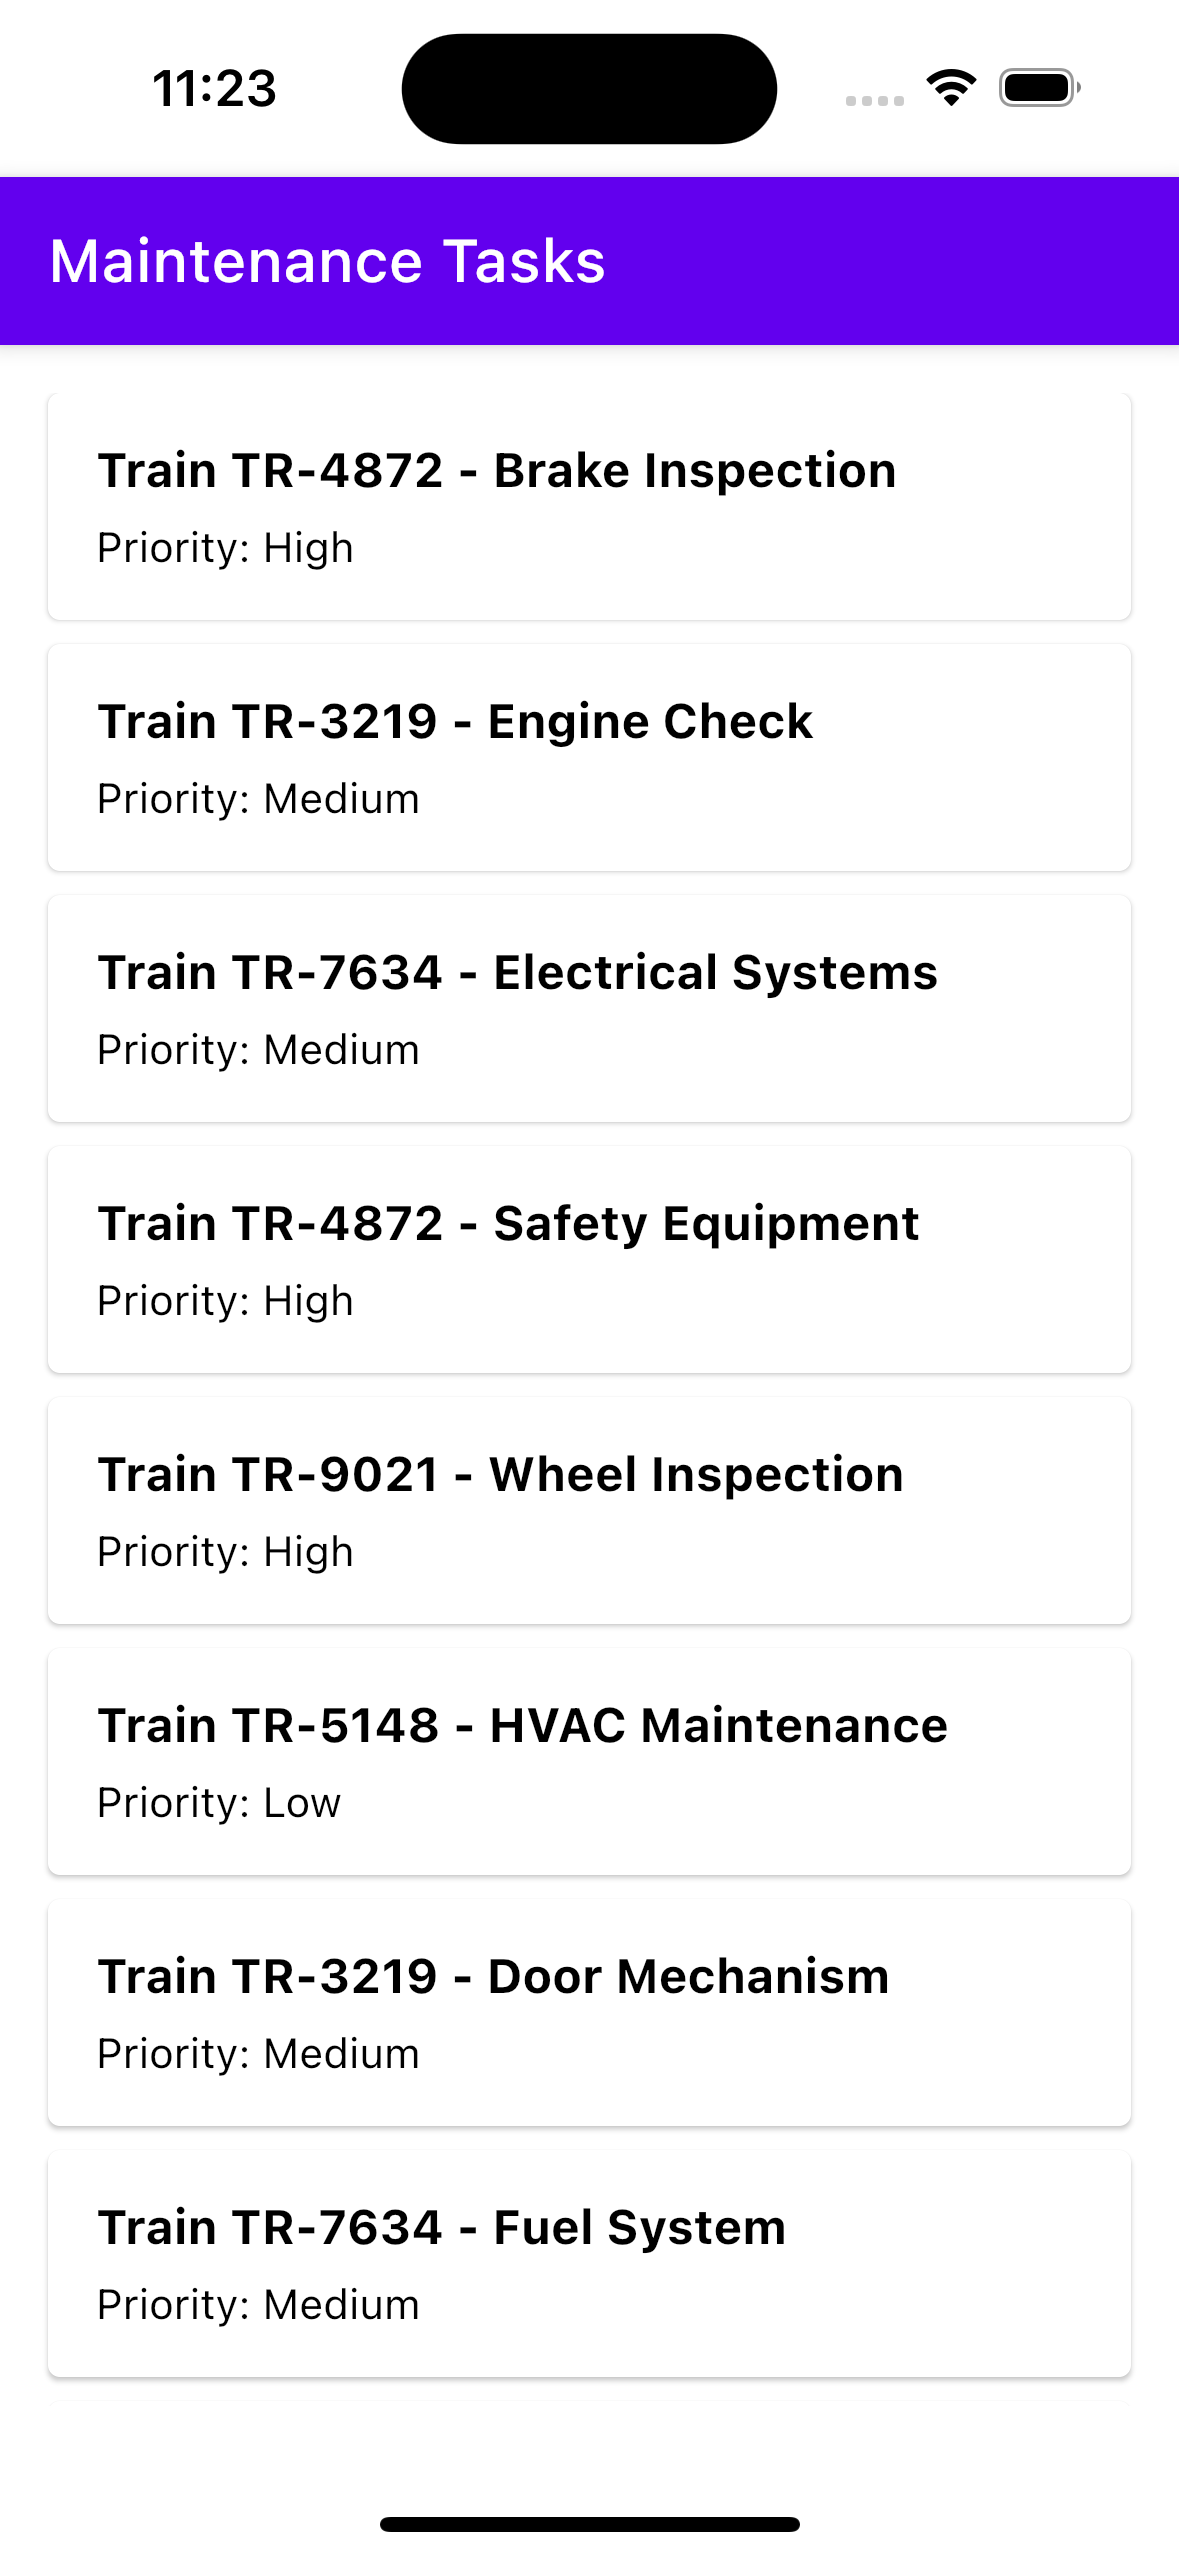 11:23
Maintenance Tasks
Train TR-4872 - Brake Inspection
Priority: High
Train TR-3219 - Engine Check
Priority: Medium
Train TR-7634 - Electrical Systems
Priority: Medium
Train TR-4872 - Safety Equipment
Priority: High
Train TR-9021 - Wheel Inspection
Priority: High
Train TR-5148 - HVAC Maintenance
Priority: Low
Train TR-3219 - Door Mechanism
Priority: Medium
Train TR-7634 - Fuel System
Priority: Medium